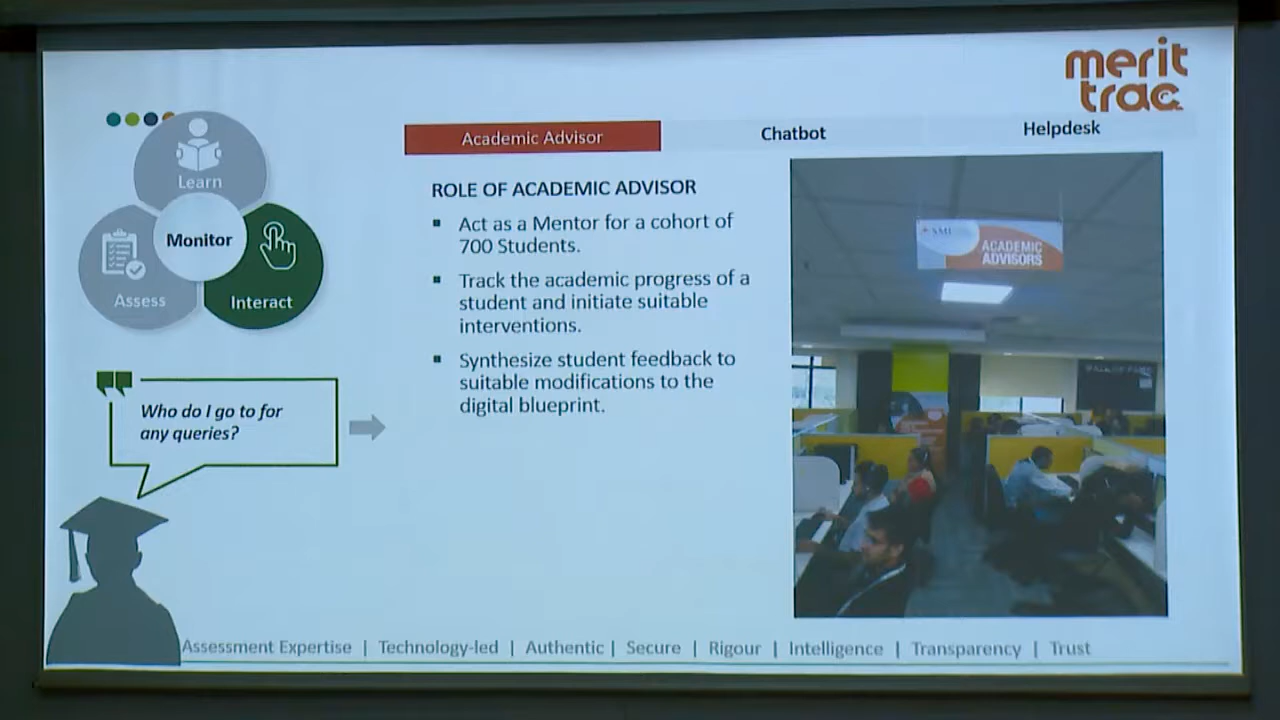 merit
trac
Academic Advisor
Chatbot
Helpdesk
Learn
Monitor
Assess
Interact
ROLE OF ACADEMIC ADVISOR
▪ Act as a Mentor for a cohort of
700 Students.
▪ Track the academic progress of a
student and initiate suitable
interventions.
▪ Synthesize student feedback to
suitable modifications to the
digital blueprint.
Who do I go to for
any queries?
ACADEMIC
ADVISORS
WALL OF FAME
Assessment Expertise | Technology-led | Authentic | Secure | Rigour | Intelligence | Transparency | Trust